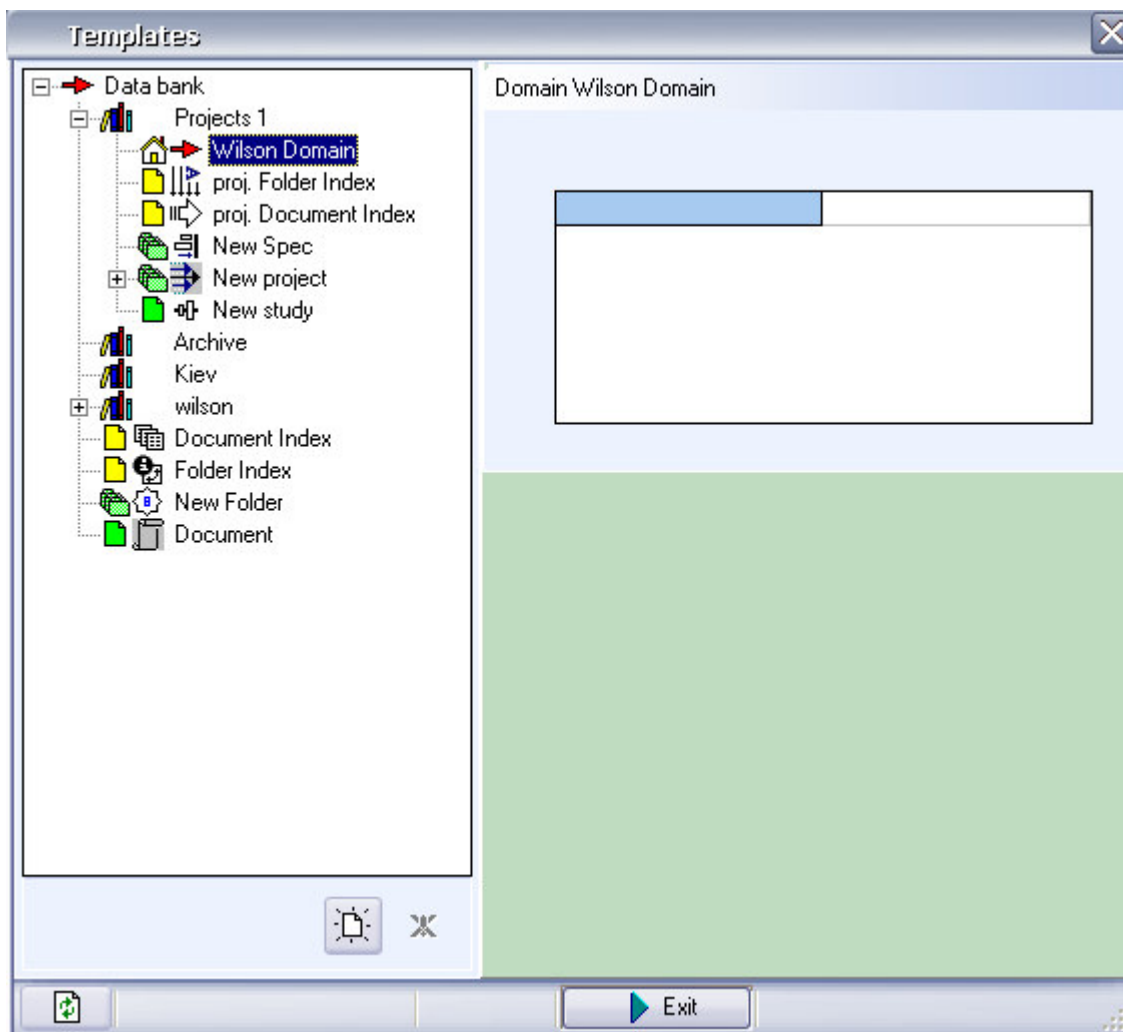 Templates
Data bank
Projects 1
Wilson Domain
proj. Folder Index
proj. Document Index
New Spec
New project
New study
Archive
Kiev
wilson
Document Index
Folder Index
New Folder
Document
Domain Wilson Domain
Exit